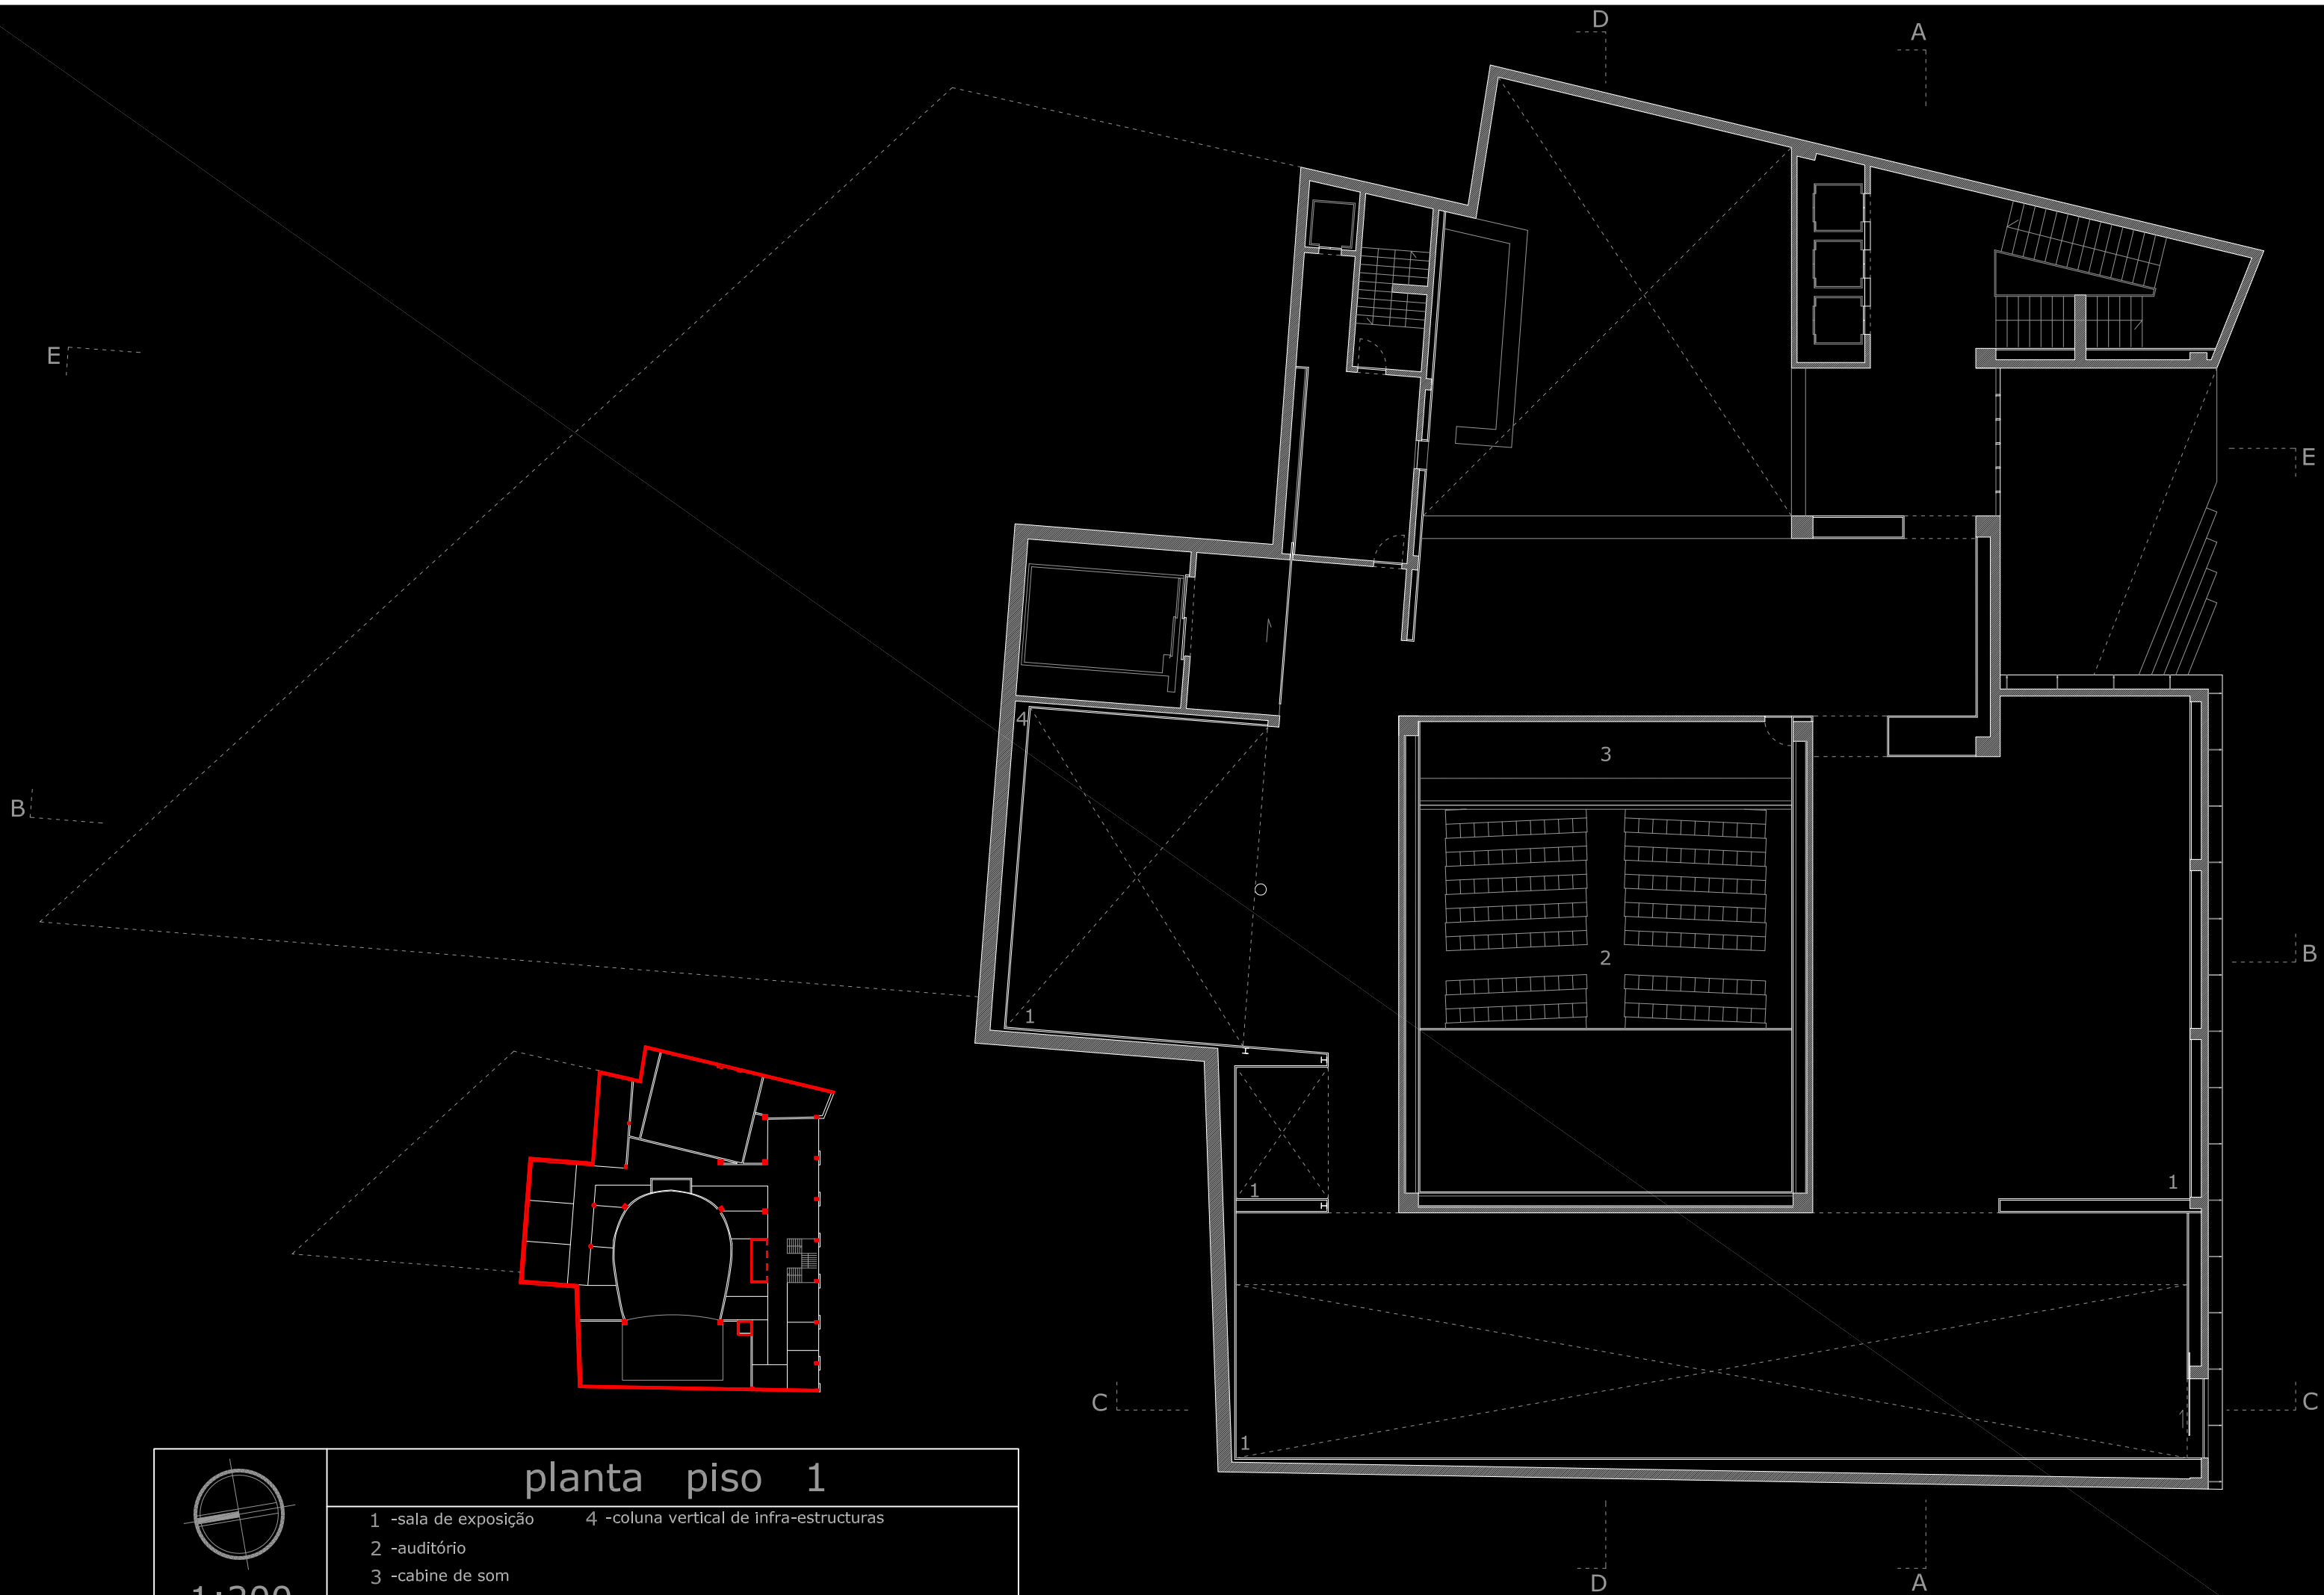 D
A
E
E
4
3
B
2
B
1
1
1
C
1
C
planta piso 1
1 -sala de exposição 4 -coluna vertical de infra-estructuras
2 -auditório
3 -cabine de som
1:200
D
A